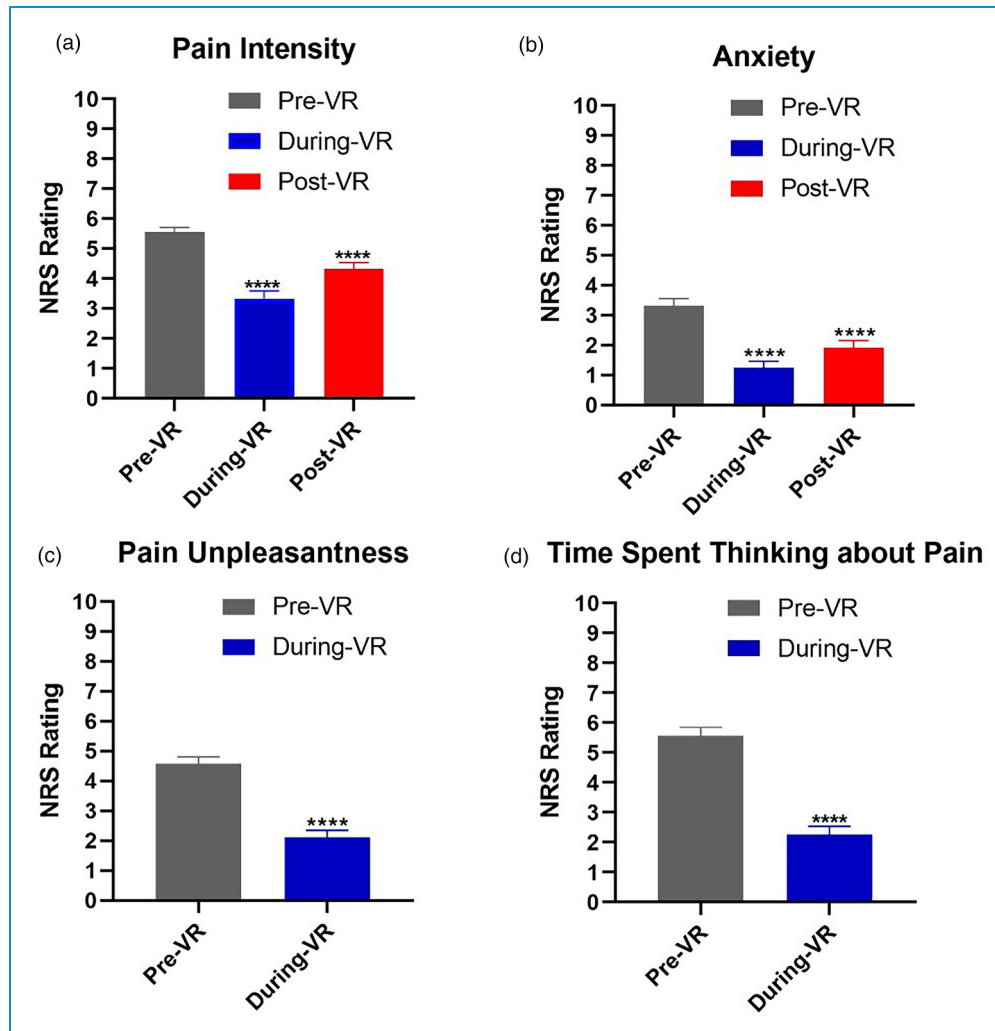 (a)
Pain Intensity
Pre-VR
During-VR
Post-VR
NRS Rating
10
9
8
7
6
5
4
3
2
1
0
****
****
Pre-VR
During-VR
Post-VR
(b)
Anxiety
Pre-VR
During-VR
Post-VR
NRS Rating
10
9
8
7
6
5
4
3
2
1
0
****
****
Pre-VR
During-VR
Post-VR
(c)
Pain Unpleasantness
Pre-VR
During-VR
NRS Rating
10
9
8
7
6
5
4
3
2
1
0
****
Pre-VR
During-VR
(d)
Time Spent Thinking about Pain
Pre-VR
During-VR
NRS Rating
10
9
8
7
6
5
4
3
2
1
0
****
Pre-VR
During-VR